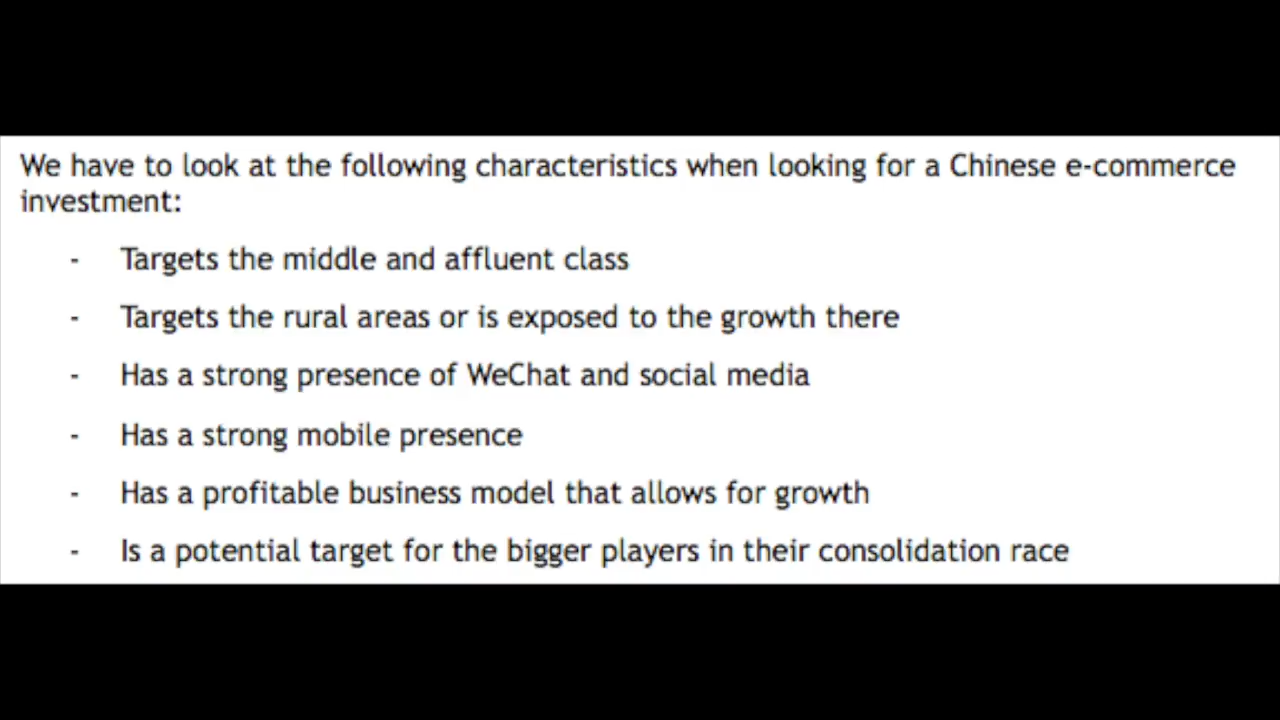 We have to look at the following characteristics when looking for a Chinese e-commerce
investment:
- Targets the middle and affluent class
- Targets the rural areas or is exposed to the growth there
- Has a strong presence of WeChat and social media
- Has a strong mobile presence
- Has a profitable business model that allows for growth
- Is a potential target for the bigger players in their consolidation race